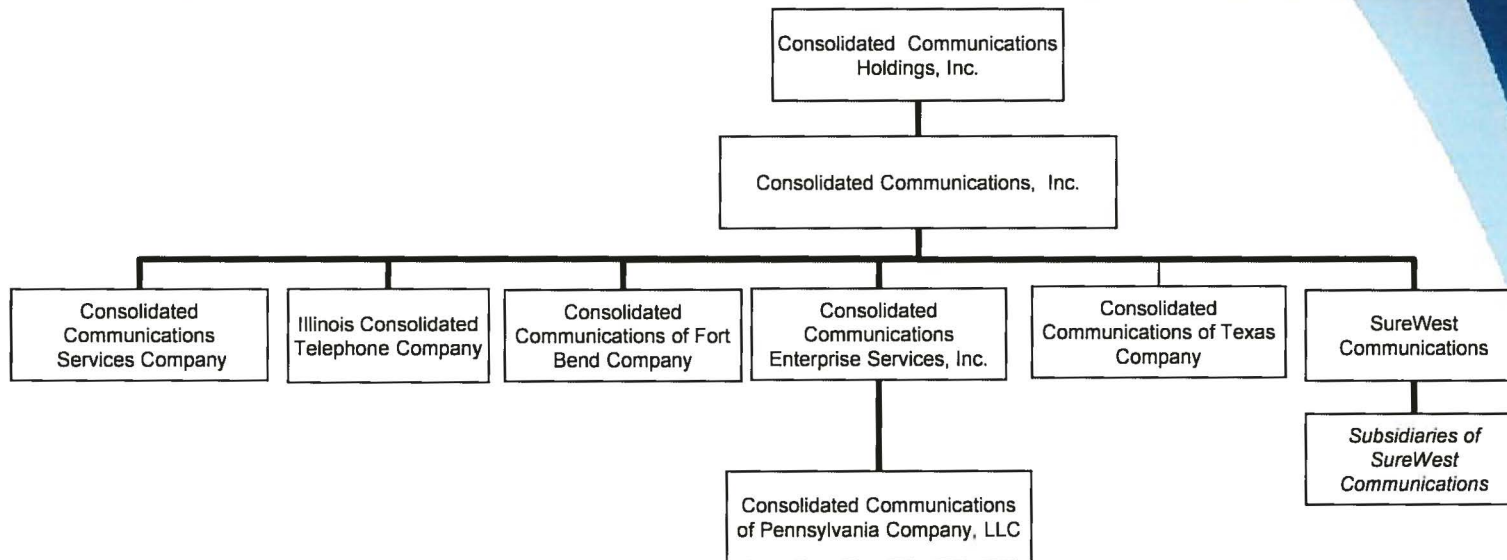 Consolidated Communications
Holdings, Inc.
Consolidated Communications, Inc.
Consolidated
Communications
Services Company
Illinois Consolidated
Telephone Company
Consolidated
Communications of Fort
Bend Company
Consolidated
Communications
Enterprise Services, Inc.
Consolidated
Communications of Texas
Company
SureWest
Communications
Subsidiaries of
SureWest
Communications
Consolidated Communications
of Pennsylvania Company, LLC